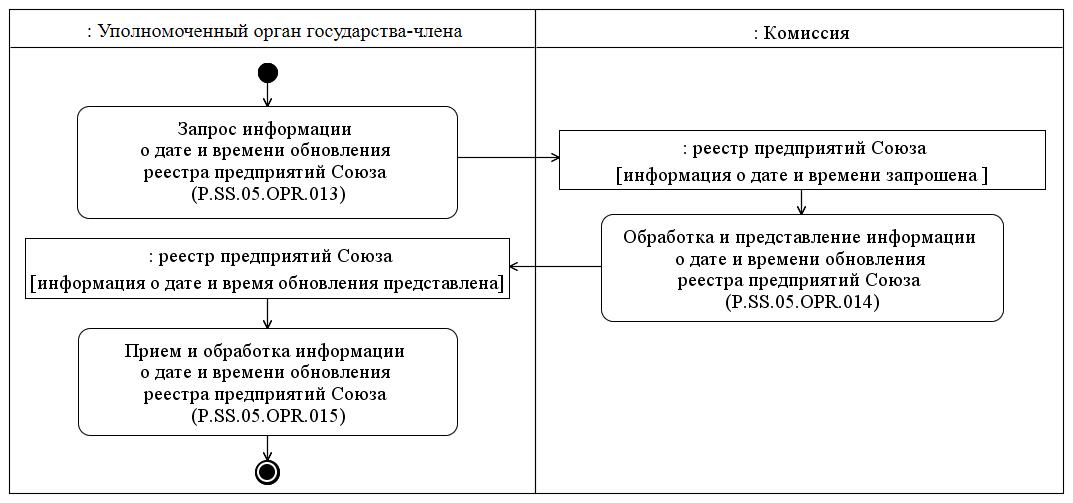 : Уполномоченный орган государства-члена
: Комиссия
Запрос информации
о дате и времени обновления
реестра предприятий Союза
(P.SS.05.OPR.013)
: реестр предприятий Союза
[информация о дате и времени запрошена ]
Обработка и представление информации
о дате и времени обновления
реестра предприятий Союза
(P.SS.05.OPR.014)
: реестр предприятий Союза
[информация о дате и время обновления представлена]
Прием и обработка информации
о дате и времени обновления
реестра предприятий Союза
(P.SS.05.OPR.015)